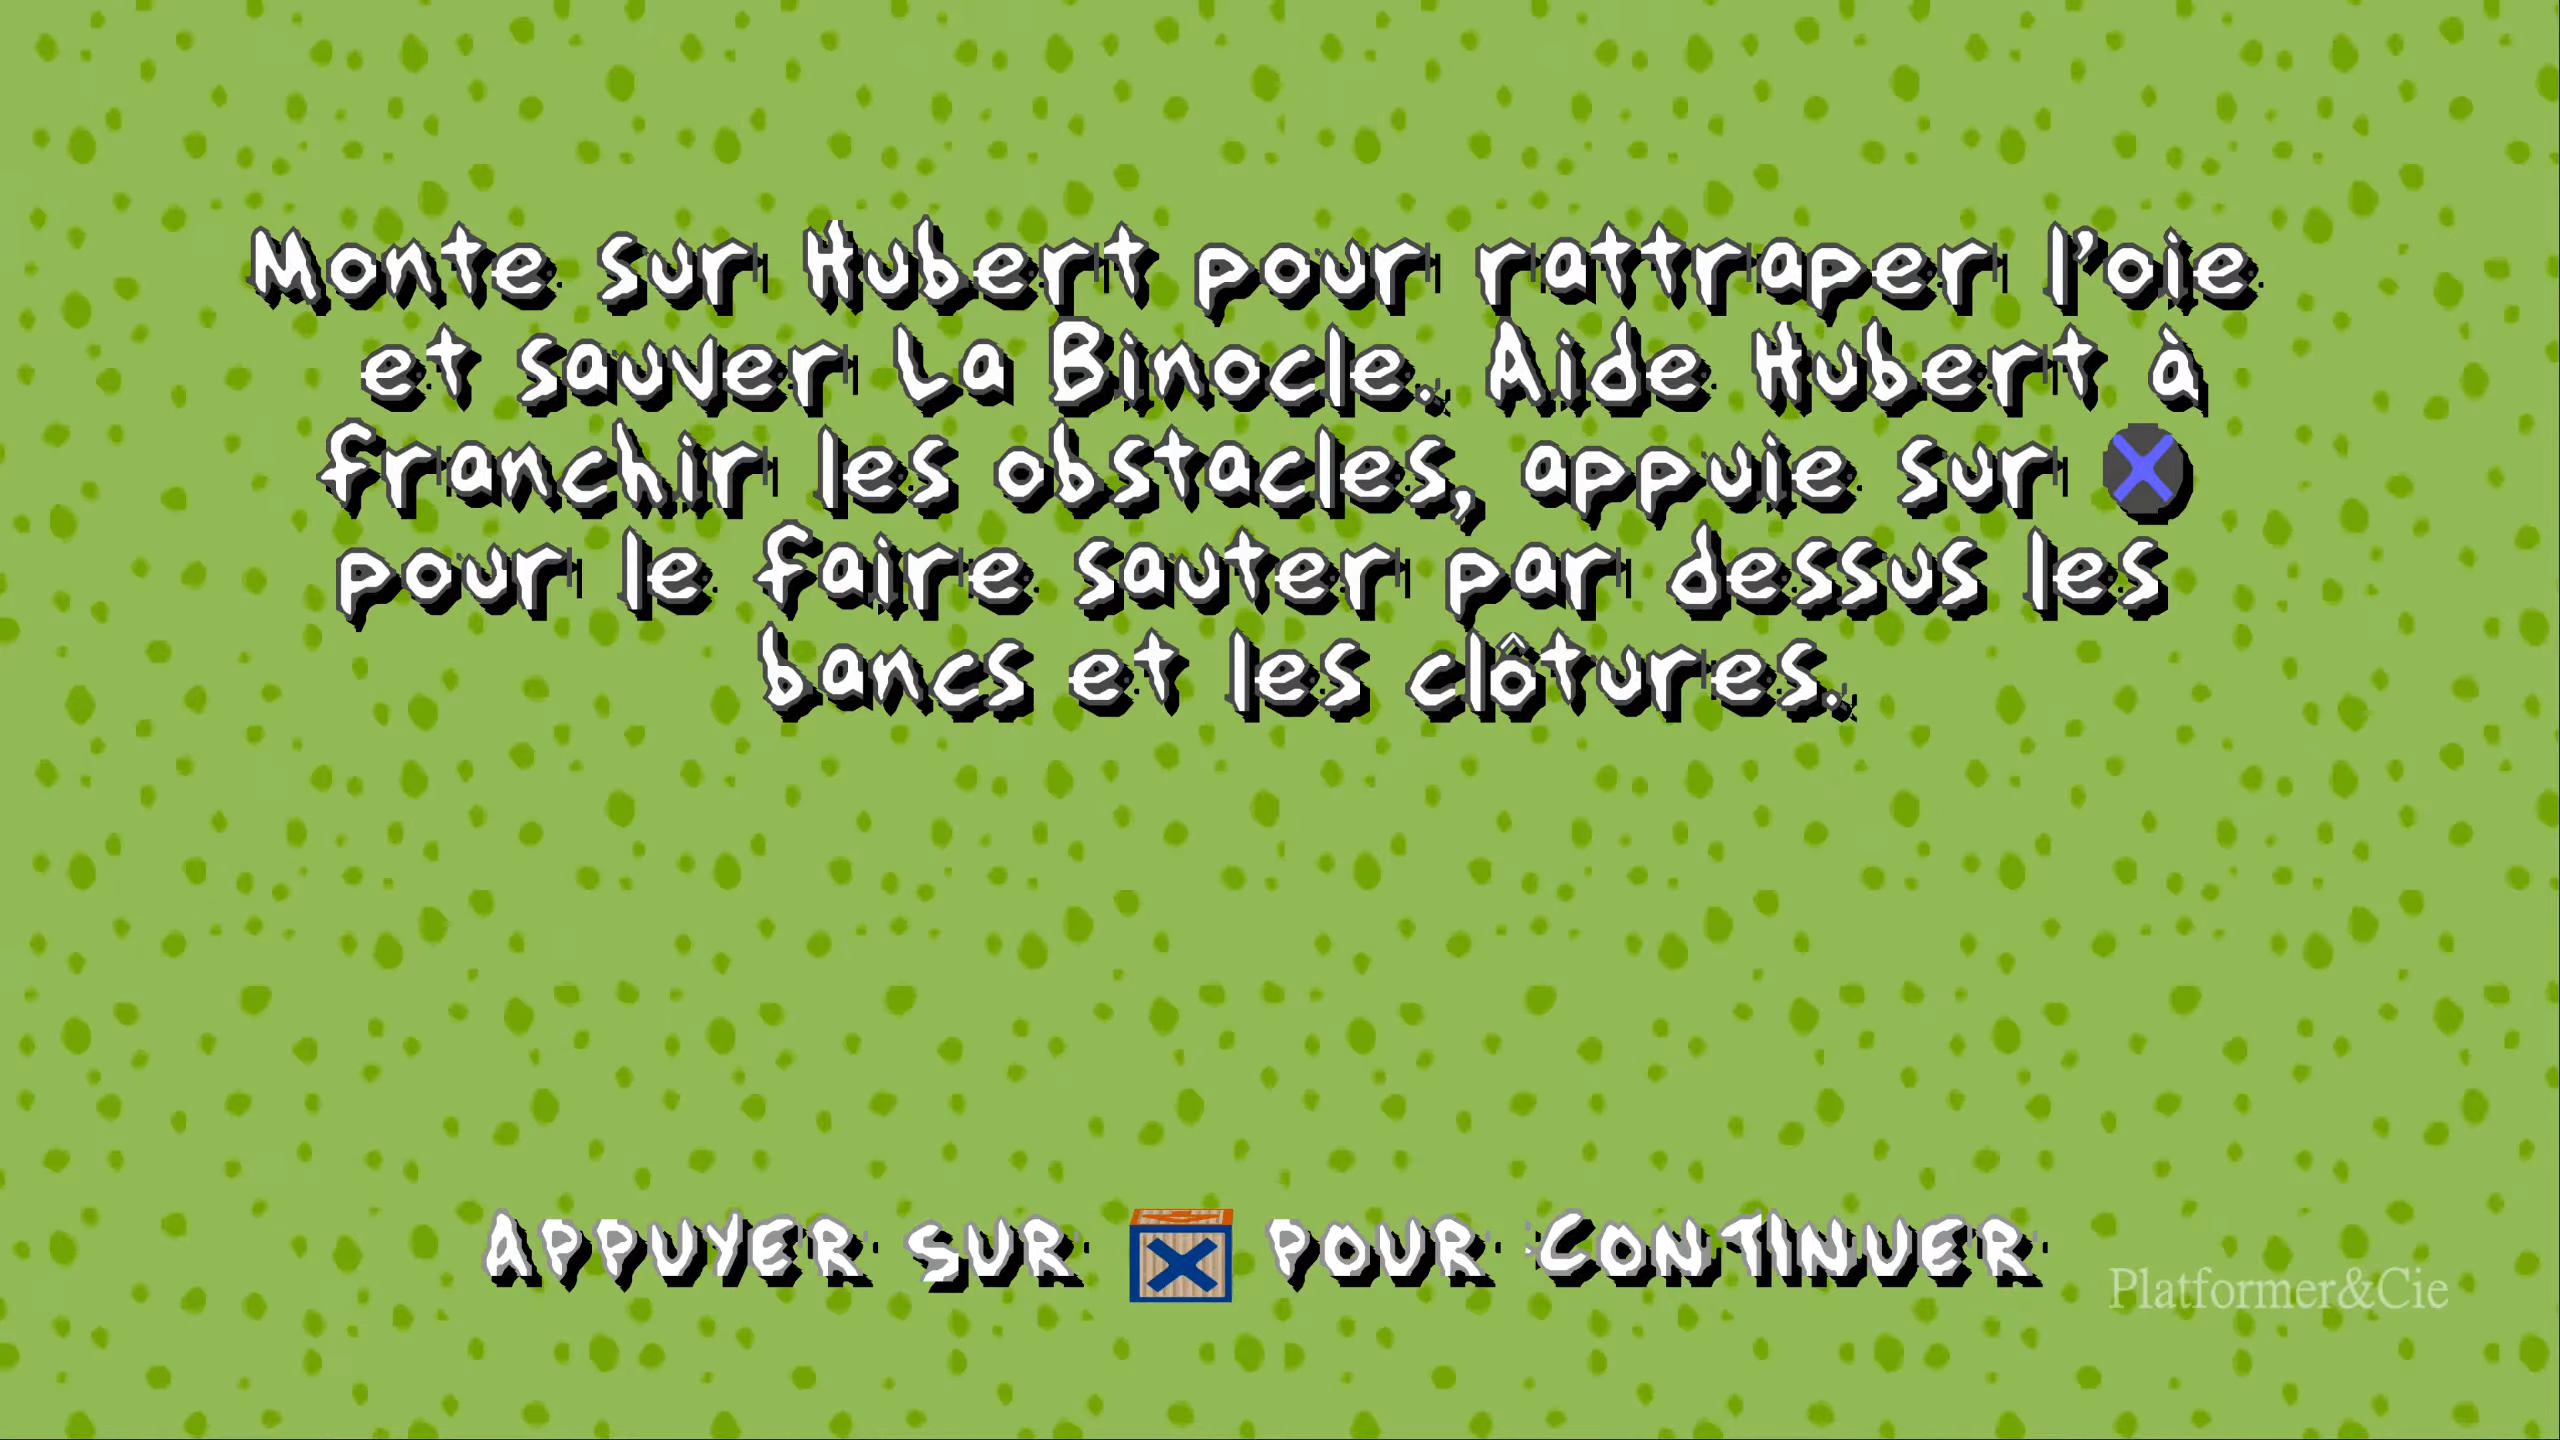 Monte sur Hubert pour rattraper l'oie
et sauver La Binocle. Aide Hubert à
franchir les obstacles, appuie sur X
pour le faire sauter par dessus les
bancs et les clôtures.
APPUYER SUR X POUR CONTINUER
Platformer&Cie